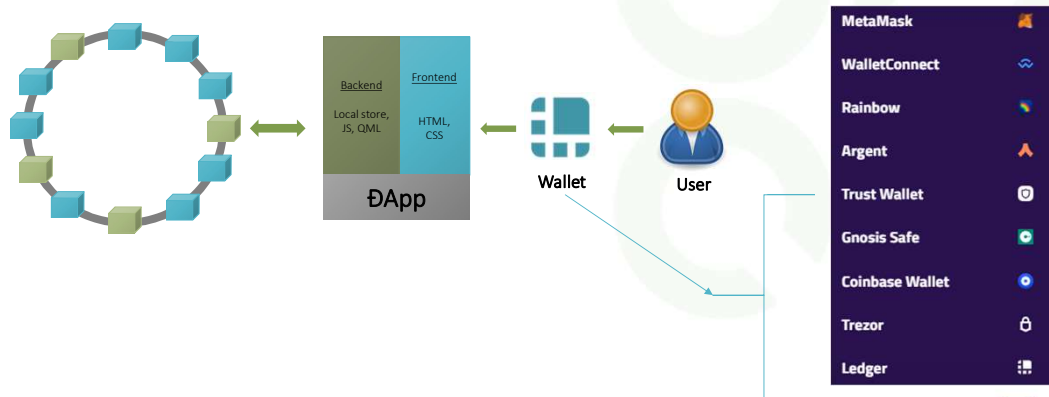 Backend
Local store,
JS, QML
Frontend
HTML,
CSS
ĐApp
Wallet
User
MetaMask
WalletConnect
Rainbow
Argent
Trust Wallet
Gnosis Safe
Coinbase Wallet
Trezor
Ledger